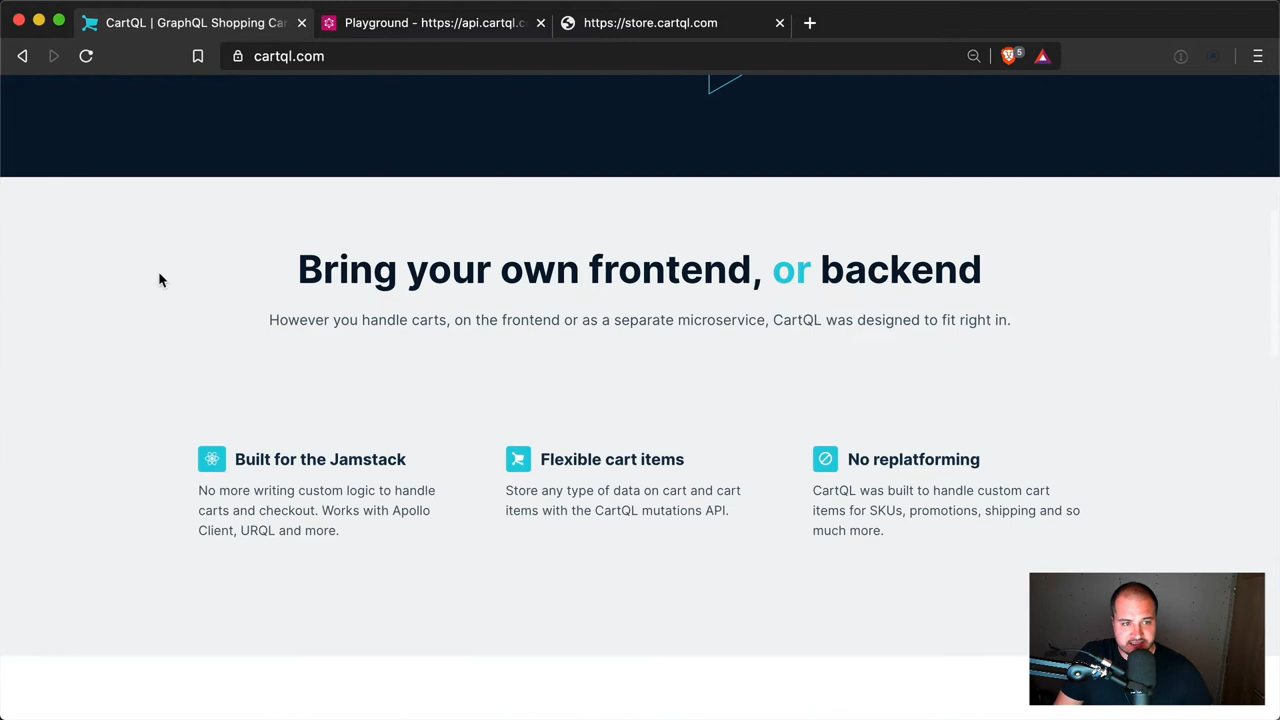 CartQL | GraphQL Shopping Car
Playground - https://api.cartql.c
https://store.cartql.com
cartql.com
5
Bring your own frontend, or backend
However you handle carts, on the frontend or as a separate microservice, CartQL was designed to fit right in.
Built for the Jamstack
No more writing custom logic to handle
carts and checkout. Works with Apollo
Client, URQL and more.
Flexible cart items
Store any type of data on cart and cart
items with the CartQL mutations API.
No replatforming
CartQL was built to handle custom cart
items for SKUs, promotions, shipping and so
much more.